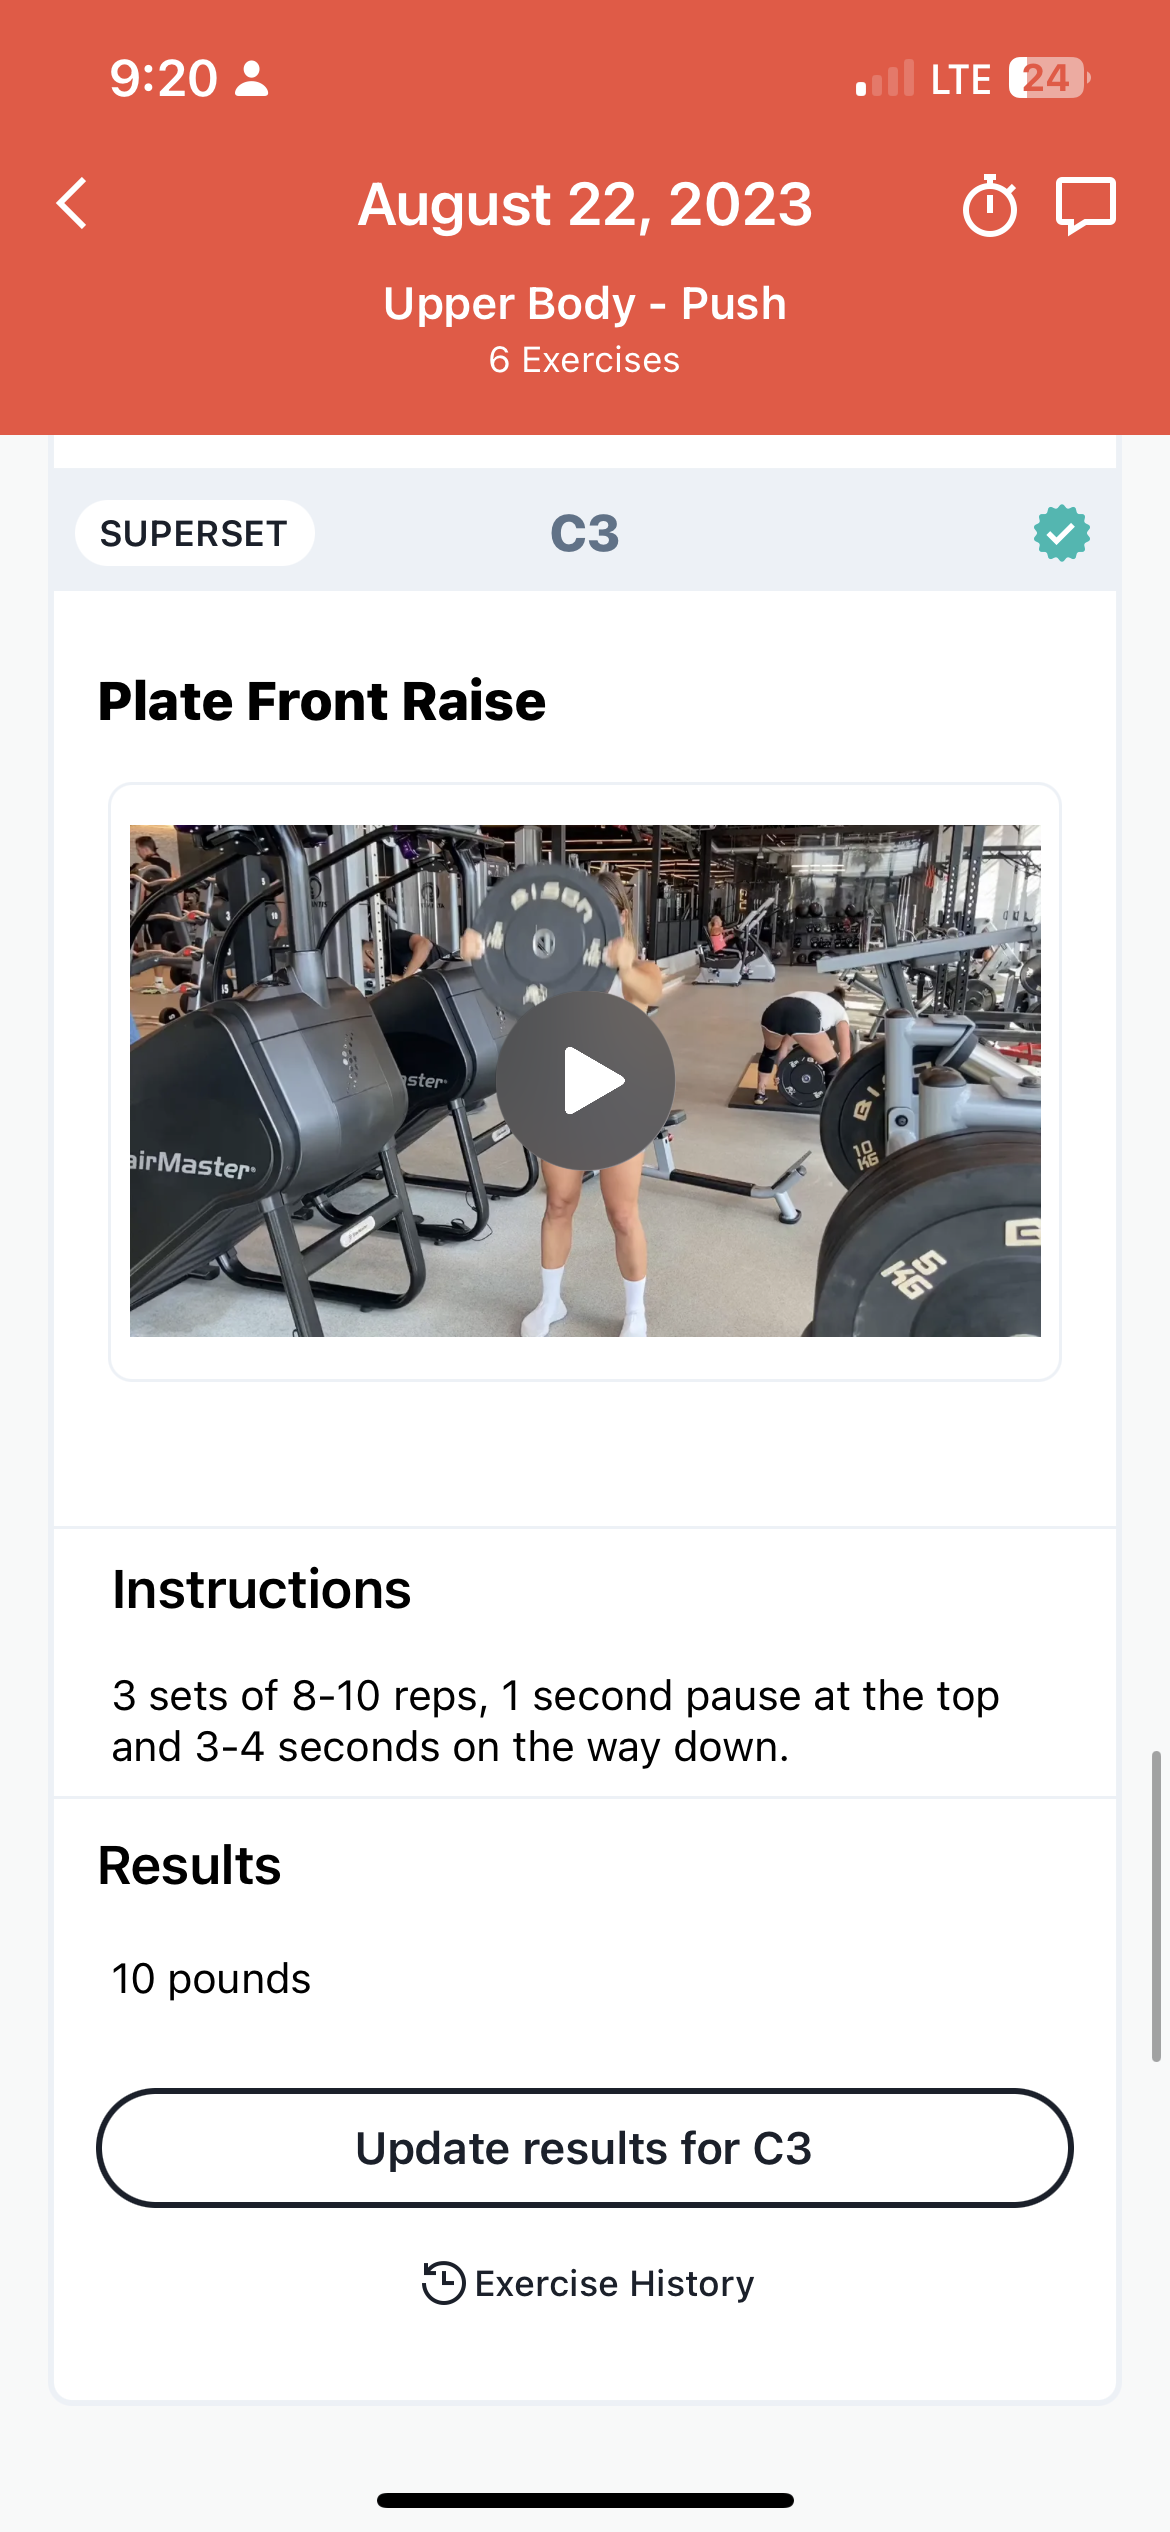 9:20
LTE 24
August 22, 2023
Upper Body - Push
6 Exercises
SUPERSET
C3
Plate Front Raise
BISON
aster
airMaster
10
KG
5
KG
Instructions
3 sets of 8-10 reps, 1 second pause at the top
and 3-4 seconds on the way down.
Results
10 pounds
Update results for C3
Exercise History